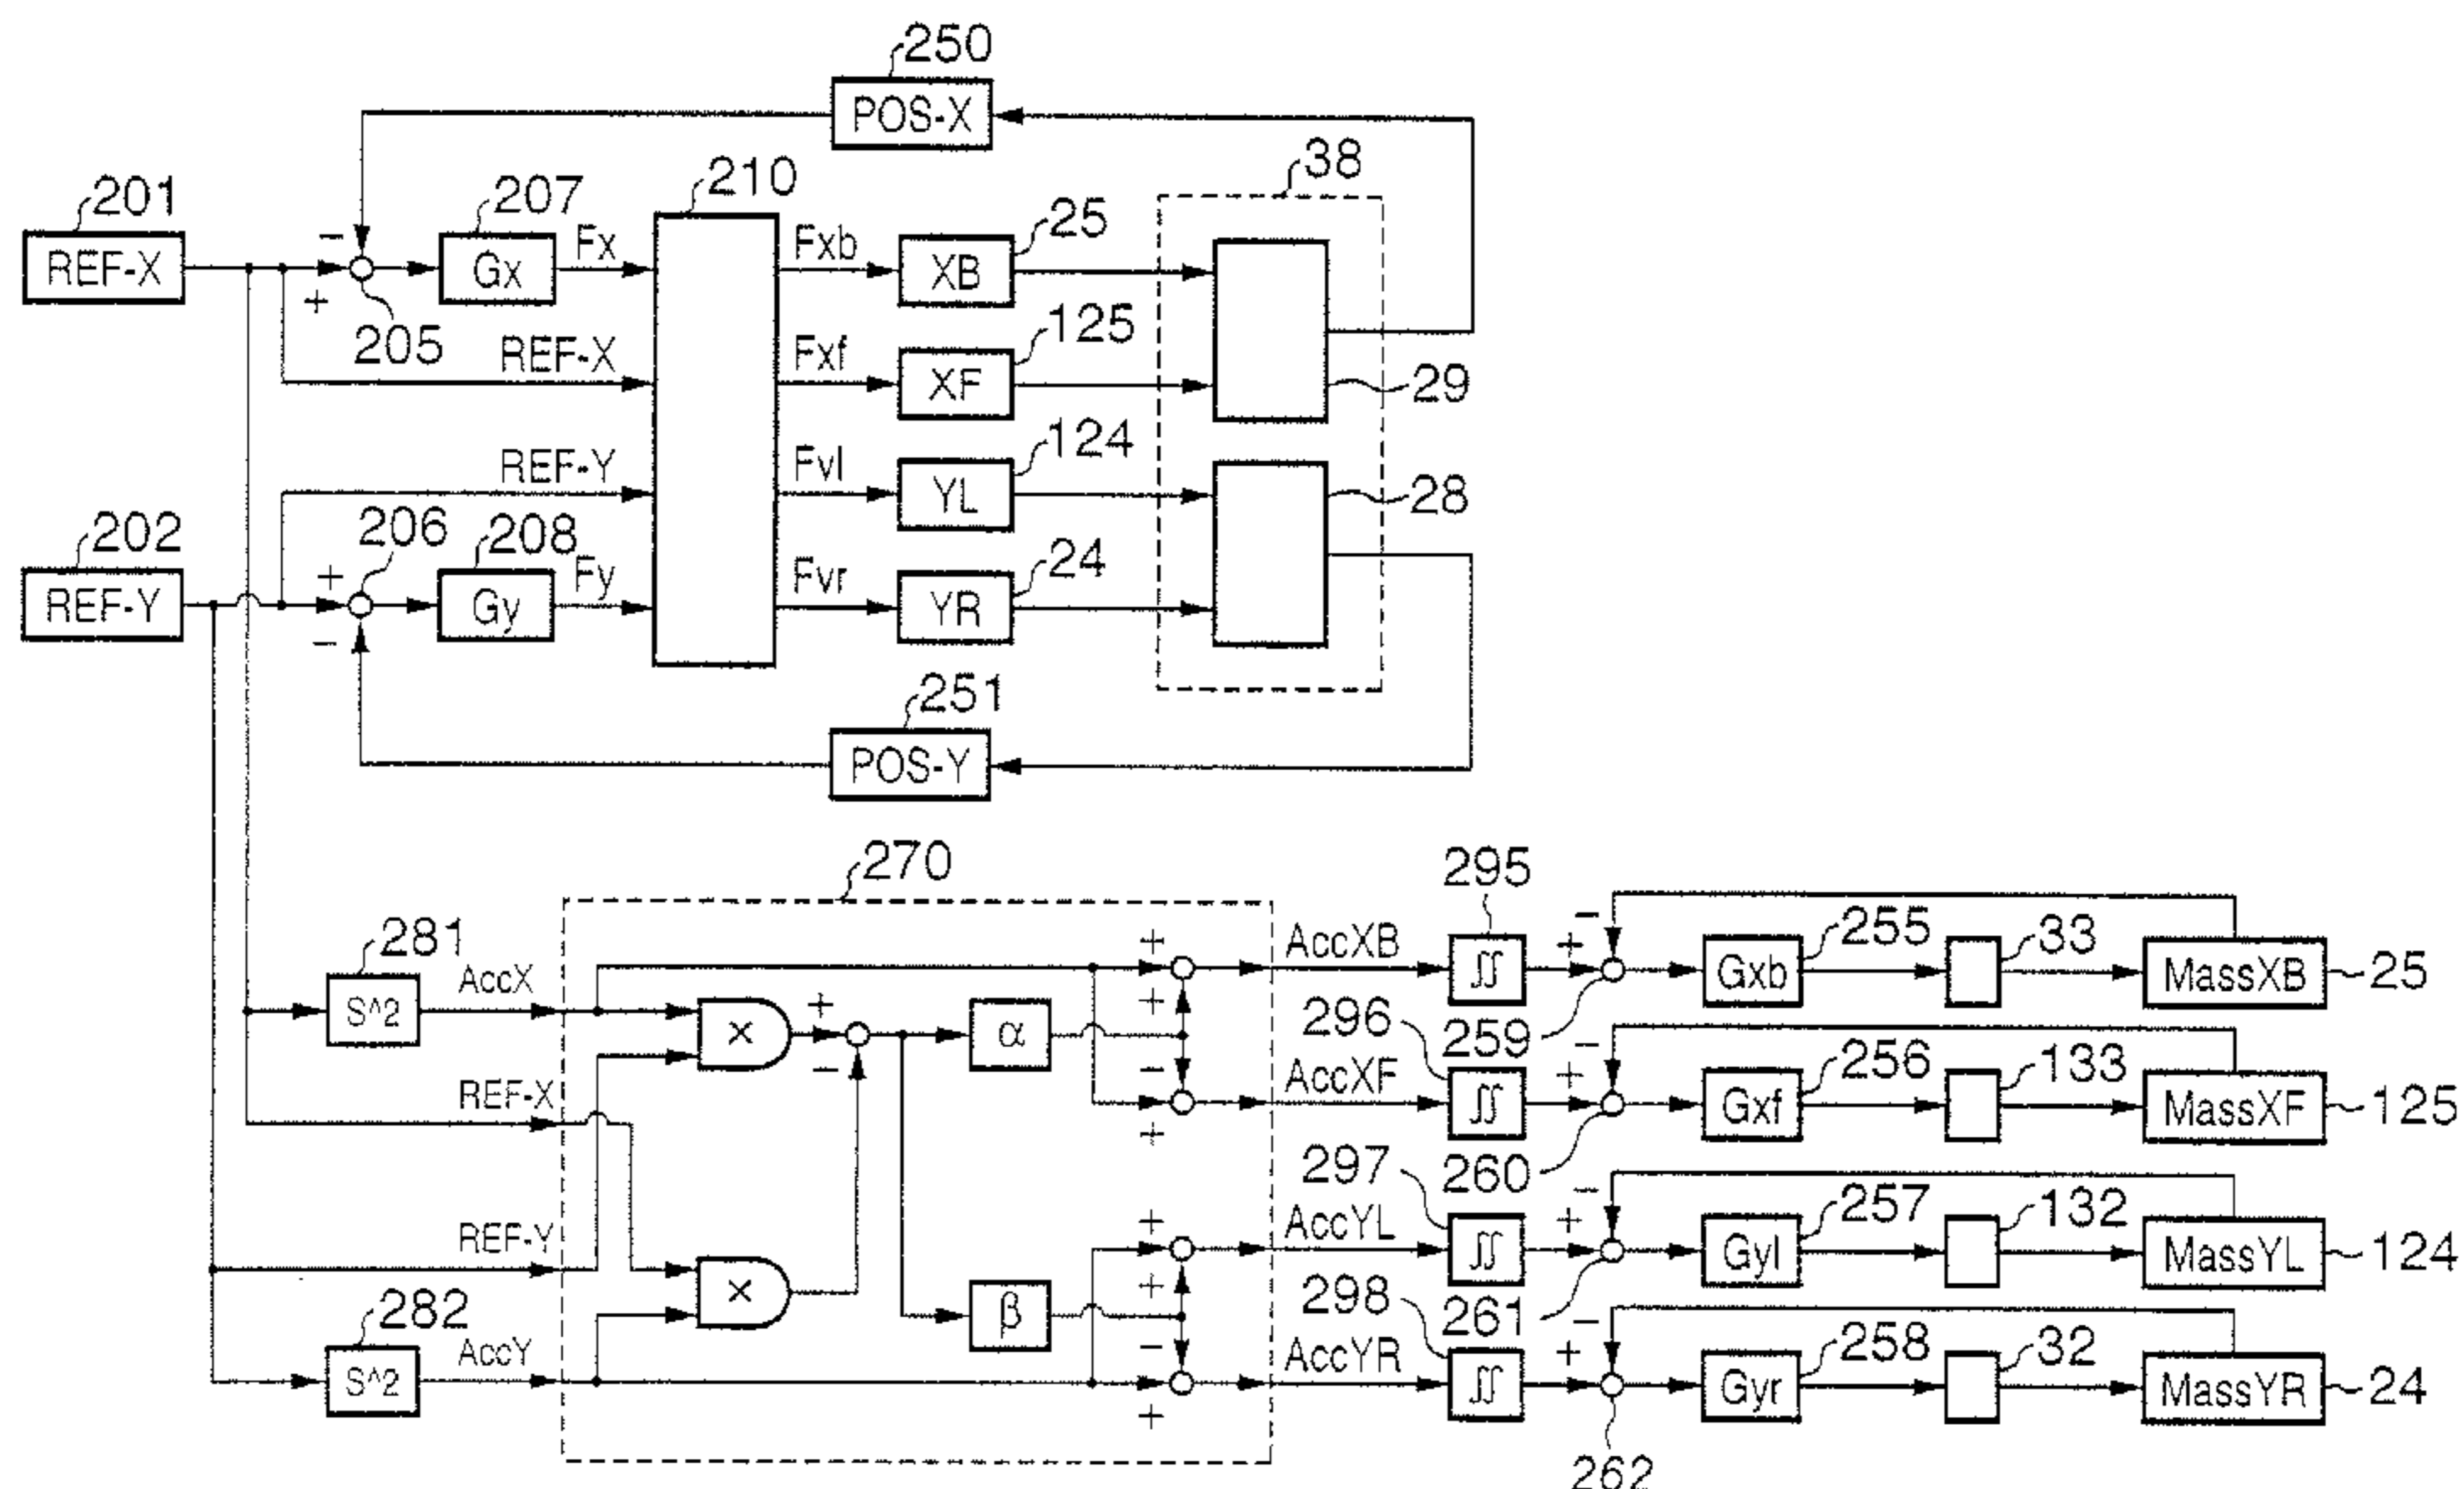 250
POS-X
38
201
207
210
25
REF-X
−
+
Gx
Fx
Fxb
XB
205
125
REF-X
Fxf
XF
29
124
REF-Y
Fvl
YL
28
202
206
208
24
REF-Y
+
−
Gy
Fy
Fvr
YR
251
POS-Y
270
295
281
AccX
+
+
AccXB
∬
+
−
Gxb
255
33
MassXB
25
S^2
×
+
−
α
296
259
REF-X
−
+
AccXF
∬
+
−
Gxf
256
133
MassXF
125
297
260
REF-Y
+
+
AccYL
∬
+
−
Gyl
257
132
MassYL
124
×
282
β
298
261
S^2
AccY
−
+
AccYR
∬
+
−
Gyr
258
32
MassYR
24
262